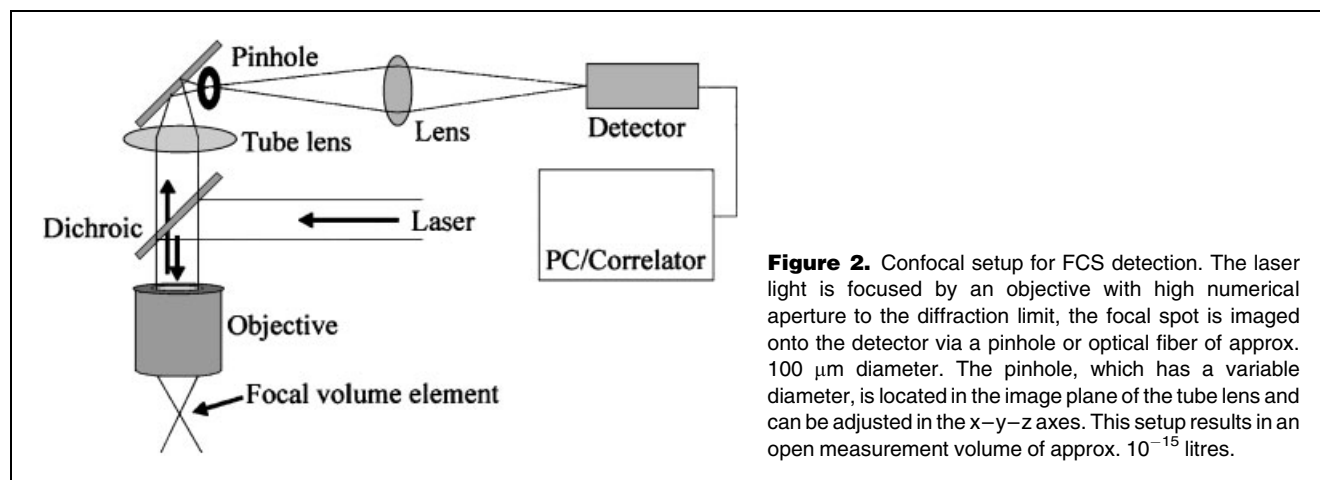 Pinhole
Lens
Detector
Tube lens
Dichroic
Laser
PC/Correlator
Objective
Focal volume element
Figure 2. Confocal setup for FCS detection. The laser
light is focused by an objective with high numerical
aperture to the diffraction limit, the focal spot is imaged
onto the detector via a pinhole or optical fiber of approx.
100 μm diameter. The pinhole, which has a variable
diameter, is located in the image plane of the tube lens and
can be adjusted in the x–y–z axes. This setup results in an
open measurement volume of approx. 10⁻¹⁵ litres.